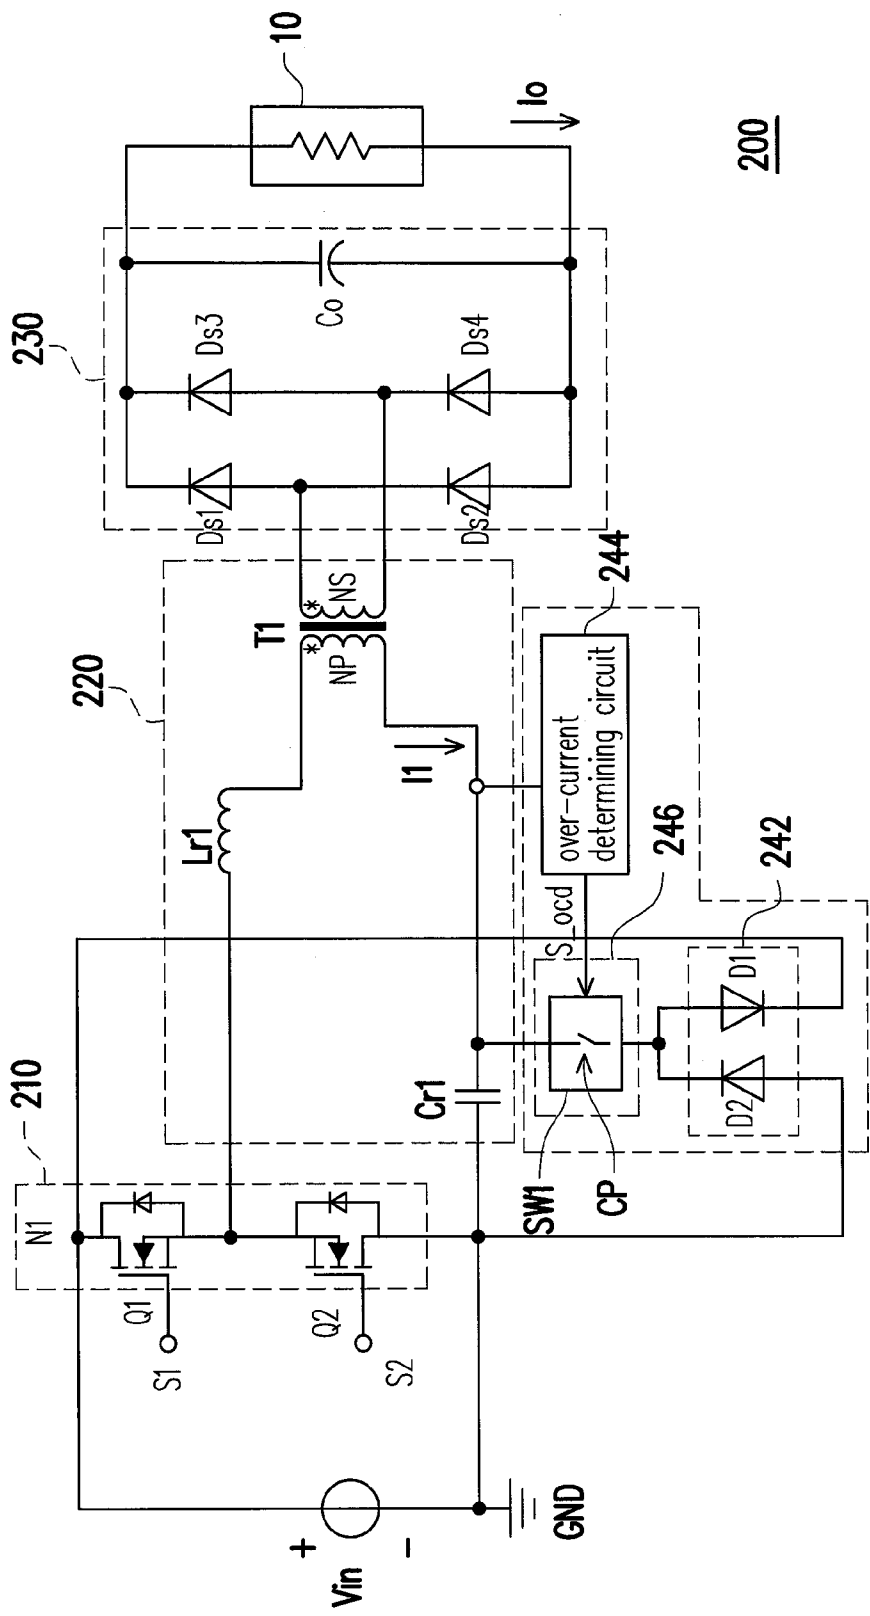 200
10
Io
230
Ds3
Ds4
Co
Ds1
Ds2
220
T1
*
*
NP
NS
Lr1
I1
244
over-current
determining circuit
S_ocd
246
242
D1
D2
Cr1
SW1
CP
210
N1
Q1
S1
Q2
S2
+
Vin
-
GND